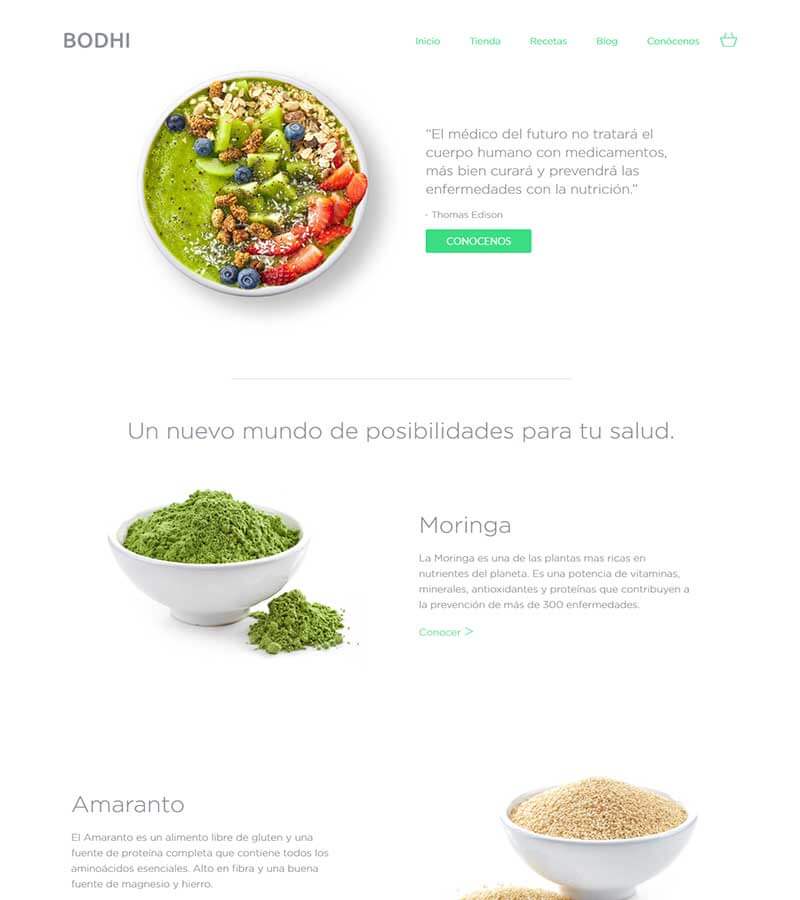 BODHI
Inicio Tienda Recetas Blog Conócenos
"El médico del futuro no tratará el
cuerpo humano con medicamentos,
más bien curará y prevendrá las
enfermedades con la nutrición."
- Thomas Edison
CONOCENOS
Un nuevo mundo de posibilidades para tu salud.
Moringa
La Moringa es una de las plantas mas ricas en
nutrientes del planeta. Es una potencia de vitaminas,
minerales, antioxidantes y proteínas que contribuyen a
la prevención de más de 300 enfermedades.
Conocer >
Amaranto
El Amaranto es un alimento libre de gluten y una
fuente de proteína completa que contiene todos los
aminoácidos esenciales. Alto en fibra y una buena
fuente de magnesio y hierro.